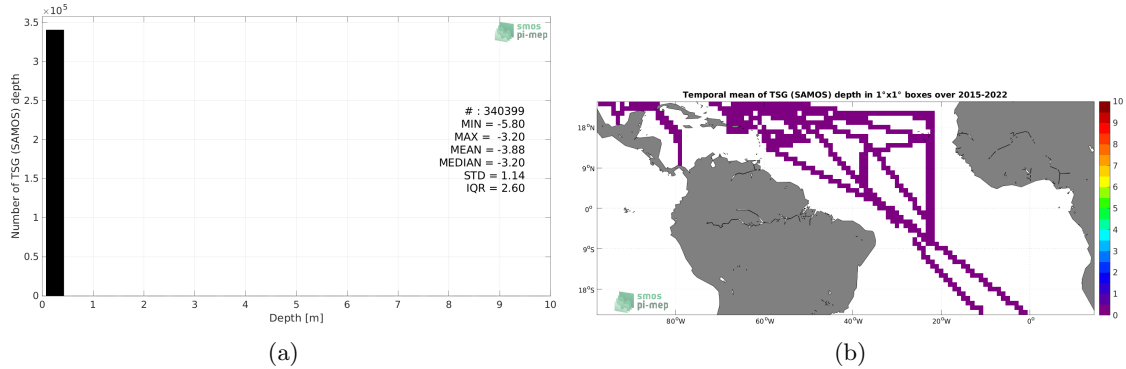 smos
pi-mep
3.5 ×10⁵
3
2.5
2
1.5
1
0.5
0
Number of TSG (SAMOS) depth
# : 340399
MIN = -5.80
MAX = -3.20
MEAN = -3.88
MEDIAN = -3.20
STD = 1.14
IQR = 2.60
0 1 2 3 4 5 6 7 8 9 10
Depth [m]
(a)
Temporal mean of TSG (SAMOS) depth in 1°x1° boxes over 2015-2022
18°N
9°N
0°
9°S
18°S
80°W 60°W 40°W 20°W 0°
10
9
8
7
6
5
4
3
2
1
0
smos
pi-mep
(b)